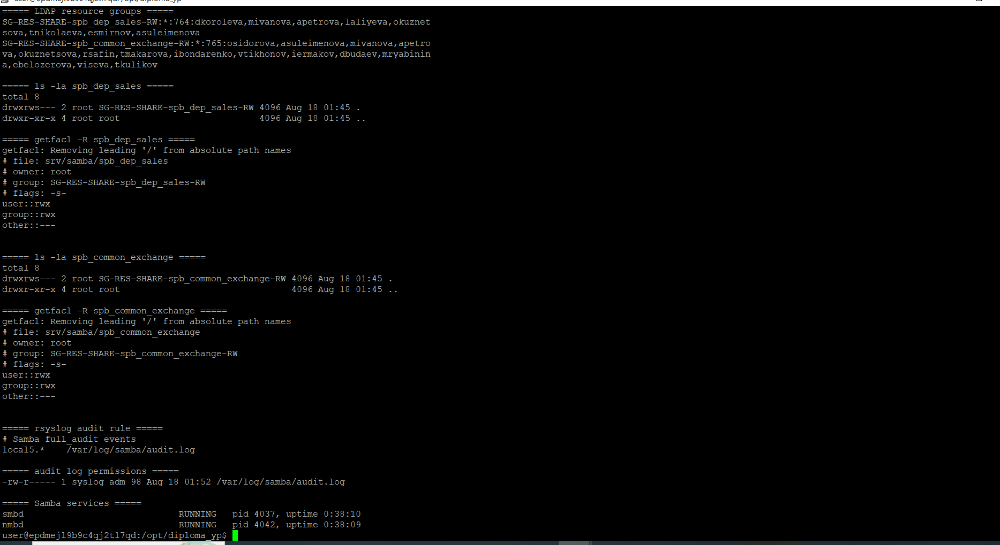 ===== LDAP resource groups =====
SG-RES-SHARE-spb_dep_sales-RW:*:764:dkoroleva,mivanova,apetrova,laliyeva,okuznet
sova,tnikolaeva,esmirnov,asuleimenova
SG-RES-SHARE-spb_common_exchange-RW:*:765:osidorova,asuleimenova,mivanova,apetro
va,okuznetsova,rsafin,tmakarova,ibondarenko,vtikhonov,iermakov,dbudaev,mryabinin
a,ebelozerova,viseva,tkulikov
===== ls -la spb_dep_sales =====
total 8
drwxrws--- 2 root SG-RES-SHARE-spb_dep_sales-RW 4096 Aug 18 01:45 .
drwxr-xr-x 4 root root                          4096 Aug 18 01:45 ..
===== getfacl -R spb_dep_sales =====
getfacl: Removing leading '/' from absolute path names
# file: srv/samba/spb_dep_sales
# owner: root
# group: SG-RES-SHARE-spb_dep_sales-RW
# flags: -s-
user::rwx
group::rwx
other::---
===== ls -la spb_common_exchange =====
total 8
drwxrws--- 2 root SG-RES-SHARE-spb_common_exchange-RW 4096 Aug 18 01:45 .
drwxr-xr-x 4 root root                                4096 Aug 18 01:45 ..
===== getfacl -R spb_common_exchange =====
getfacl: Removing leading '/' from absolute path names
# file: srv/samba/spb_common_exchange
# owner: root
# group: SG-RES-SHARE-spb_common_exchange-RW
# flags: -s-
user::rwx
group::rwx
other::---
===== rsyslog audit rule =====
# Samba full_audit events
local5.*    /var/log/samba/audit.log
===== audit log permissions =====
-rw-r----- 1 syslog adm 98 Aug 18 01:52 /var/log/samba/audit.log
===== Samba services =====
smbd                             RUNNING   pid 4037, uptime 0:38:10
nmbd                             RUNNING   pid 4042, uptime 0:38:09
user@epdmejl9b9c4qj2tl7qd:/opt/diploma_yp$